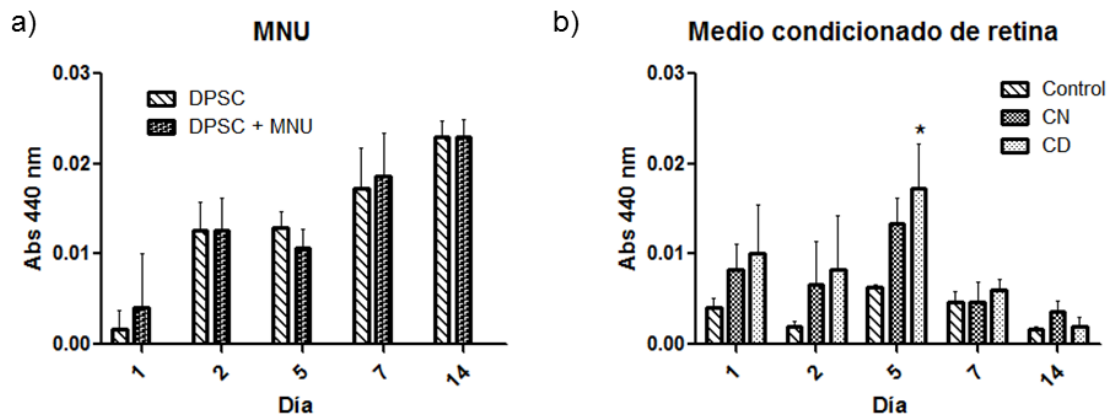 a)
MNU
Abs 440 nm
0.03
0.02
0.01
0.00
DPSC
DPSC + MNU
1 2 5 7 14
Dia
b)
Medio condicionado de retina
Abs 440 nm
0.03
0.02
0.01
0.00
Control
CN
CD
*
1 2 5 7 14
Dia